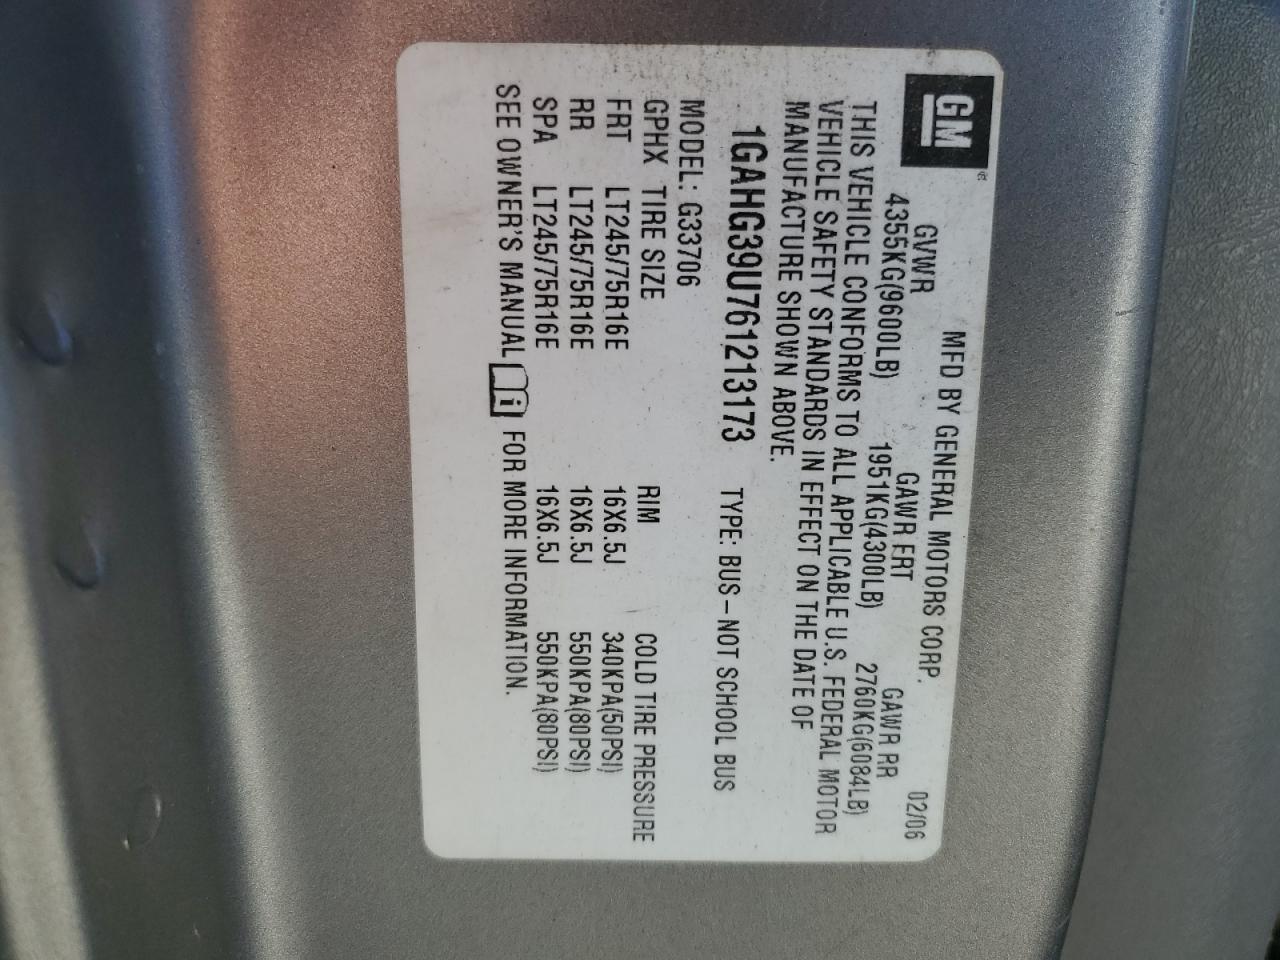 GM
MFD BY GENERAL MOTORS CORP. 02/06
GVWR GAWR FRT GAWR RR
4355KG(9600LB) 1951KG(4300LB) 2760KG(6084LB)
THIS VEHICLE CONFORMS TO ALL APPLICABLE U.S. FEDERAL MOTOR
VEHICLE SAFETY STANDARDS IN EFFECT ON THE DATE OF
MANUFACTURE SHOWN ABOVE.
1GAHG39U761213173 TYPE: BUS-NOT SCHOOL BUS
MODEL: G33706
GPHX TIRE SIZE RIM COLD TIRE PRESSURE
FRT LT245/75R16E 16X6.5J 340KPA(50PSI)
RR LT245/75R16E 16X6.5J 550KPA(80PSI)
SPA LT245/75R16E 16X6.5J 550KPA(80PSI)
SEE OWNER'S MANUAL i FOR MORE INFORMATION.